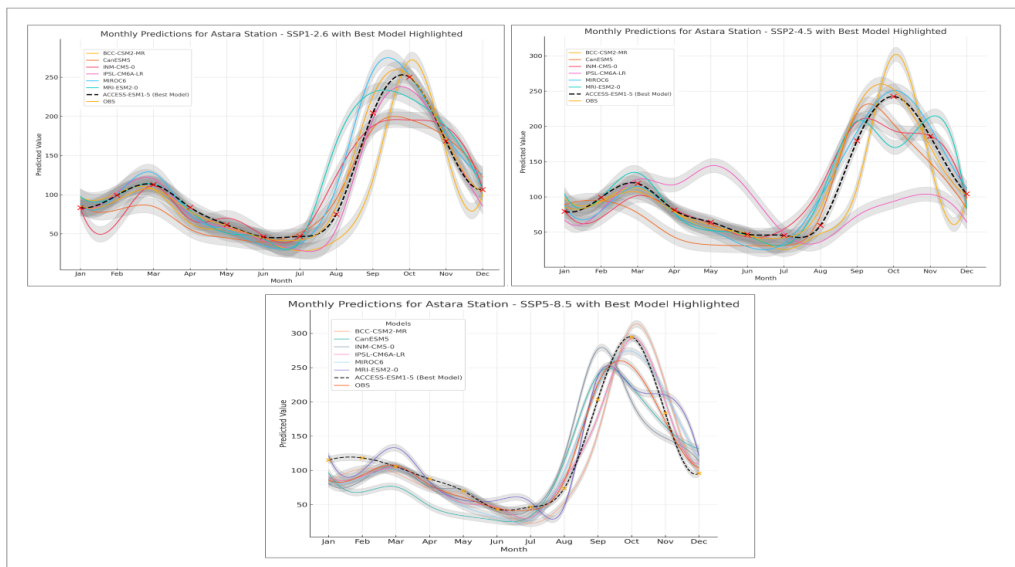 Monthly Predictions for Astara Station - SSP1-2.6 with Best Model Highlighted
BCC-CSM2-MR
CanESM5
INM-CM5-0
IPSL-CM6A-LR
MIROC6
MRI-ESM2-0
ACCESS-ESM1-5 (Best Model)
OBS
250
200
150
100
50
Predicted Value
Jan Feb Mar Apr May Jun Jul Aug Sep Oct Nov Dec
Month
Monthly Predictions for Astara Station - SSP2-4.5 with Best Model Highlighted
BCC-CSM2-MR
CanESM5
INM-CM5-0
IPSL-CM6A-LR
MIROC6
MRI-ESM2-0
ACCESS-ESM1-5 (Best Model)
OBS
300
250
200
150
100
50
Predicted Value
Jan Feb Mar Apr May Jun Jul Aug Sep Oct Nov Dec
Month
Monthly Predictions for Astara Station - SSP5-8.5 with Best Model Highlighted
Models
BCC-CSM2-MR
CanESM5
INM-CM5-0
IPSL-CM6A-LR
MIROC6
MRI-ESM2-0
ACCESS-ESM1-5 (Best Model)
OBS
300
250
200
150
100
50
Predicted Value
Jan Feb Mar Apr May Jun Jul Aug Sep Oct Nov Dec
Month